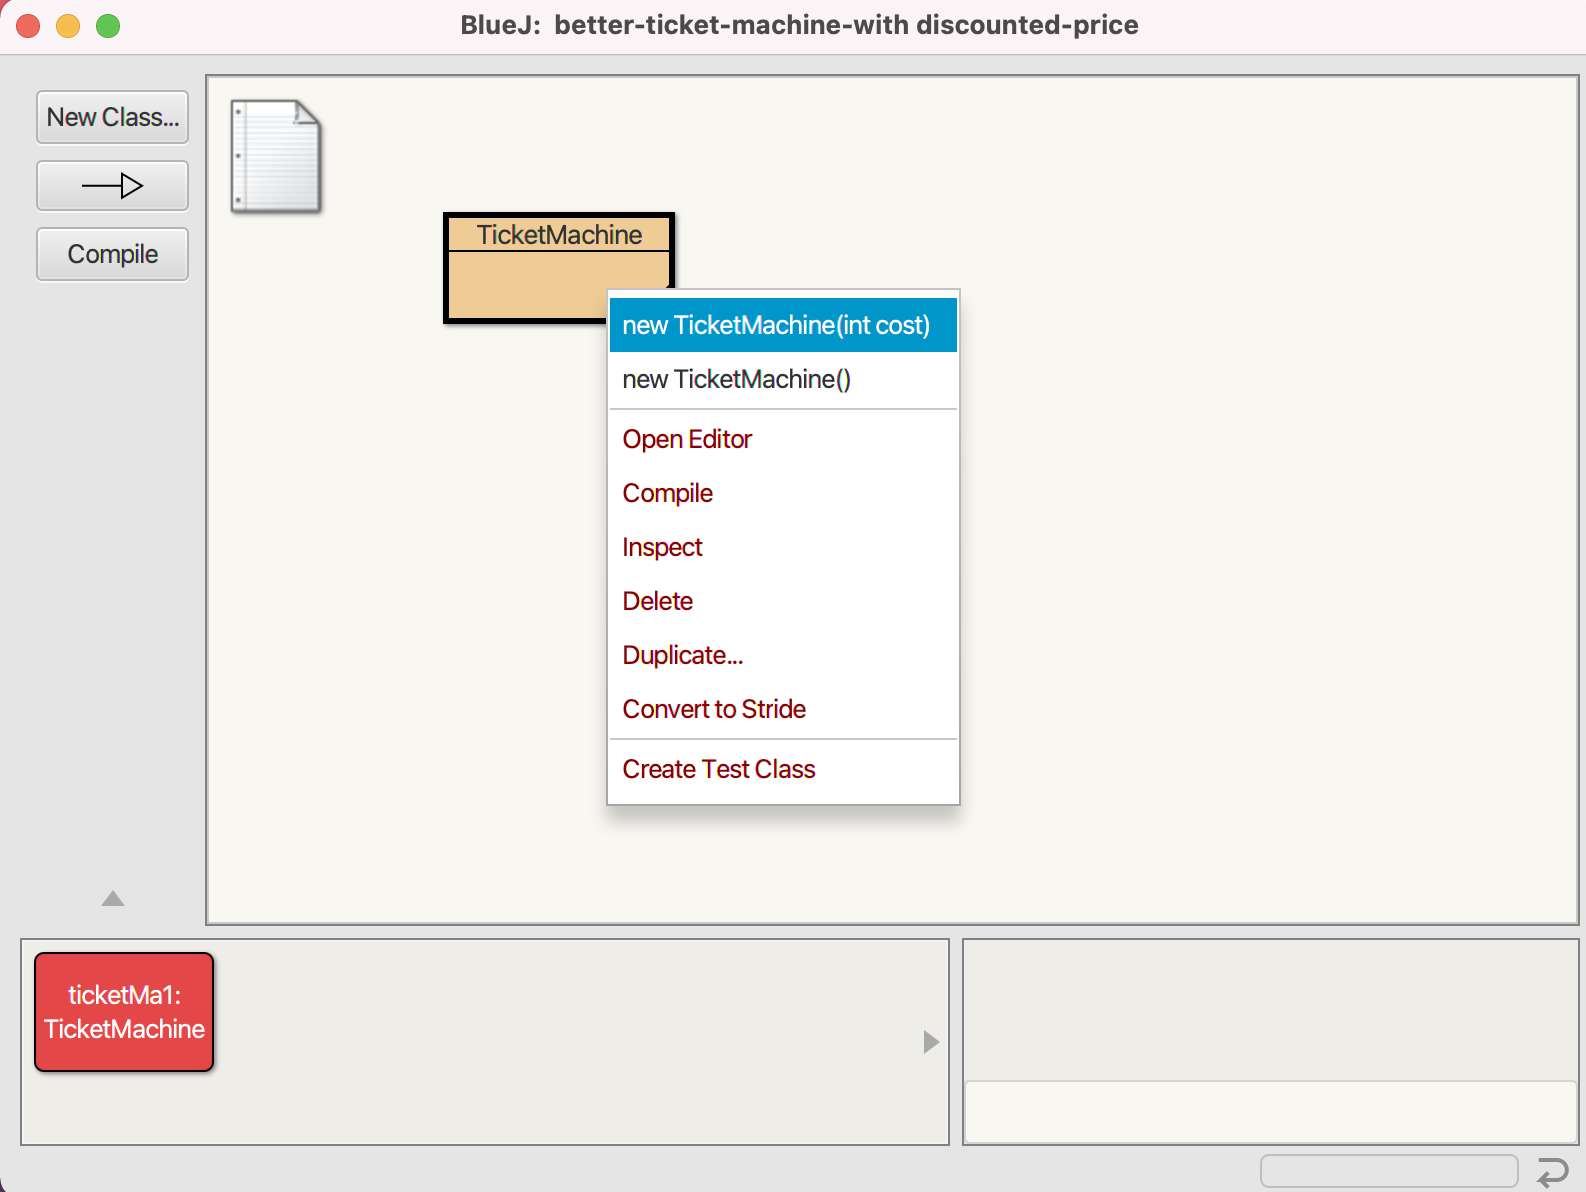 BlueJ:  better-ticket-machine-with discounted-price
New Class...
Compile
TicketMachine
new TicketMachine(int cost)
new TicketMachine()
Open Editor
Compile
Inspect
Delete
Duplicate...
Convert to Stride
Create Test Class
ticketMa1:
TicketMachine